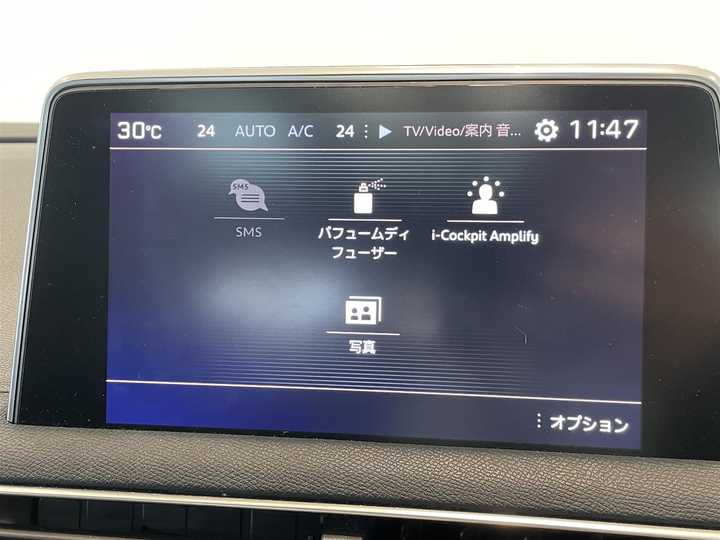 30°C 24 AUTO A/C 24 TV/Video/案内 音... 11:47
SMS
SMS
パフュームディ
フューザー
i-Cockpit Amplify
写真
オプション